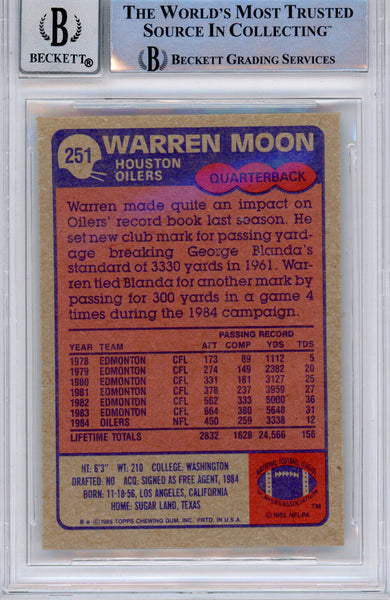 B
BECKETT®
THE WORLD'S MOST TRUSTED
SOURCE IN COLLECTING™
B BECKETT GRADING SERVICES
251
WARREN MOON
HOUSTON
OILERS
QUARTERBACK
Warren made quite an impact on
Oilers' record book last season. He
set new club mark for passing yard-
age breaking George Blanda's
standard of 3330 yards in 1961. War-
ren tied Blanda for another mark by
passing for 300 yards in a game 4
times during the 1984 campaign.
PASSING RECORD
YEAR TEAM ATT COMP YDS TDS
1978 EDMONTON CFL 173 89 1112 5
1979 EDMONTON CFL 274 149 2382 20
1980 EDMONTON CFL 331 181 3127 25
1981 EDMONTON CFL 378 237 3959 27
1982 EDMONTON CFL 562 333 5000 36
1983 EDMONTON CFL 664 380 5648 31
1984 OILERS NFL 450 259 3338 12
LIFETIME TOTALS 2832 1628 24,566 156
HT: 6'3" WT: 210 COLLEGE: WASHINGTON
DRAFTED: NO ACQ: SIGNED AS FREE AGENT, 1984
BORN: 11-18-56, LOS ANGELES, CALIFORNIA
HOME: SUGAR LAND, TEXAS
B★ © 1985 TOPPS CHEWING GUM, INC. PRTD. IN U.S.A.
NATIONAL FOOTBALL LEAGUE
PLAYERS ASSOCIATION
TM
© 1985 NFLPA